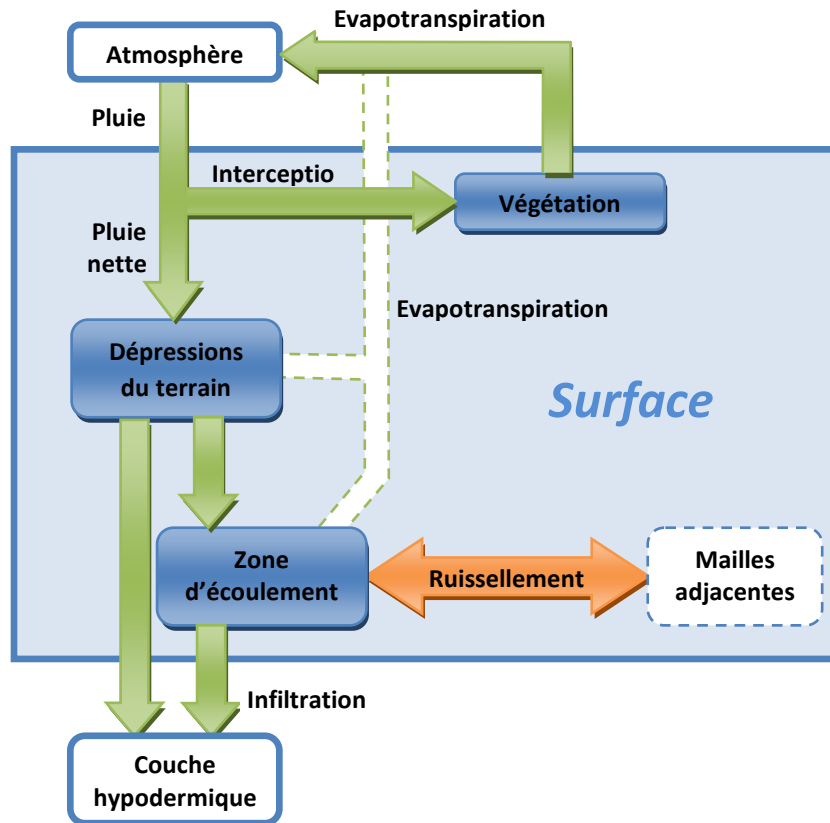 Evapotranspiration
Atmosphère
Pluie
Interceptio
Végétation
Pluie
nette
Evapotranspiration
Dépressions
du terrain
Surface
Zone
d'écoulement
Ruissellement
Mailles
adjacentes
Infiltration
Couche
hypodermique